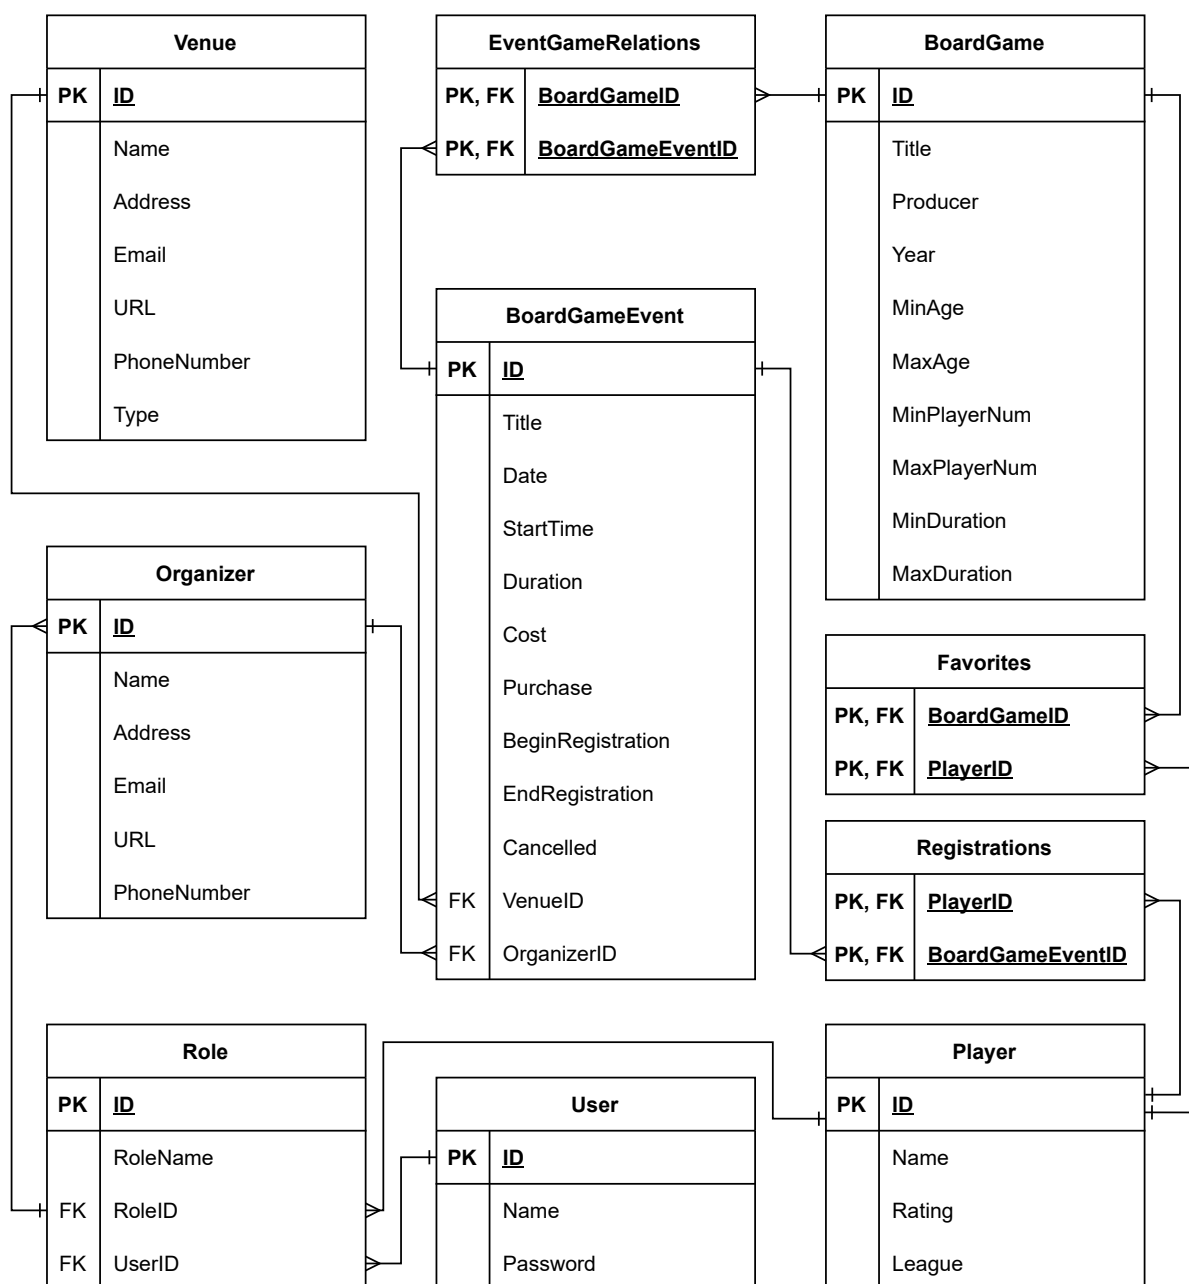 Venue
PK ID
Name
Address
Email
URL
PhoneNumber
Type
EventGameRelations
PK, FK BoardGameID
PK, FK BoardGameEventID
BoardGame
PK ID
Title
Producer
Year
MinAge
MaxAge
MinPlayerNum
MaxPlayerNum
MinDuration
MaxDuration
BoardGameEvent
PK ID
Title
Date
StartTime
Duration
Cost
Purchase
BeginRegistration
EndRegistration
Cancelled
FK VenueID
FK OrganizerID
Organizer
PK ID
Name
Address
Email
URL
PhoneNumber
Favorites
PK, FK BoardGameID
PK, FK PlayerID
Registrations
PK, FK PlayerID
PK, FK BoardGameEventID
Role
PK ID
RoleName
FK RoleID
FK UserID
User
PK ID
Name
Password
Player
PK ID
Name
Rating
League